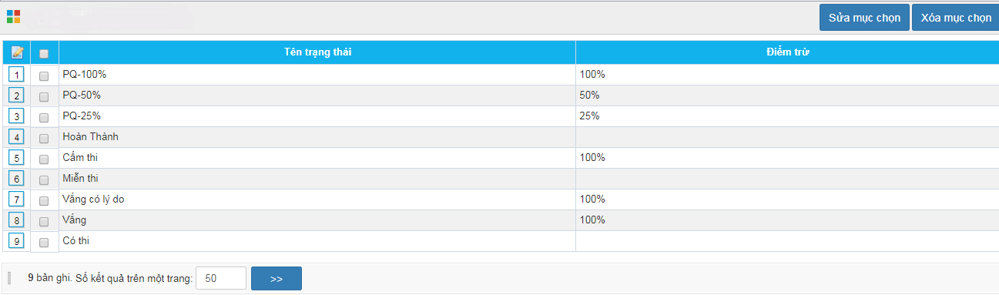 Sửa mục chọn Xóa mục chọn
Tên trạng thái Điểm trừ
1 PQ-100% 100%
2 PQ-50% 50%
3 PQ-25% 25%
4 Hoàn Thành
5 Cấm thi 100%
6 Miễn thi
7 Vắng có lý do 100%
8 Vắng 100%
9 Có thi
9 bản ghi. Số kết quả trên một trang: 50 >>